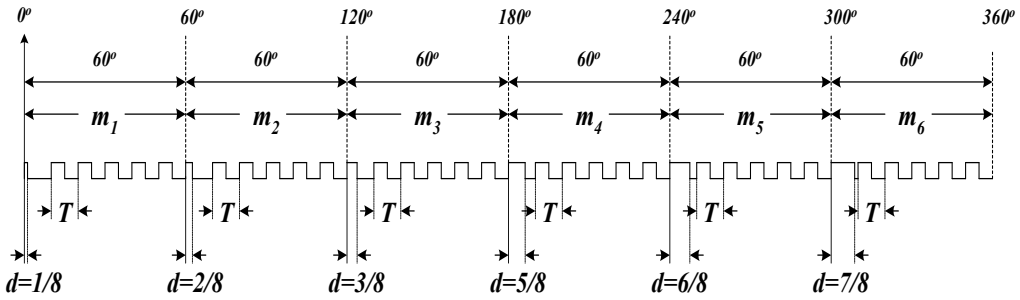 0º 60º 120º 180º 240º 300º 360º
60º 60º 60º 60º 60º 60º
m1 m2 m3 m4 m5 m6
T T T T T T
d=1/8 d=2/8 d=3/8 d=5/8 d=6/8 d=7/8